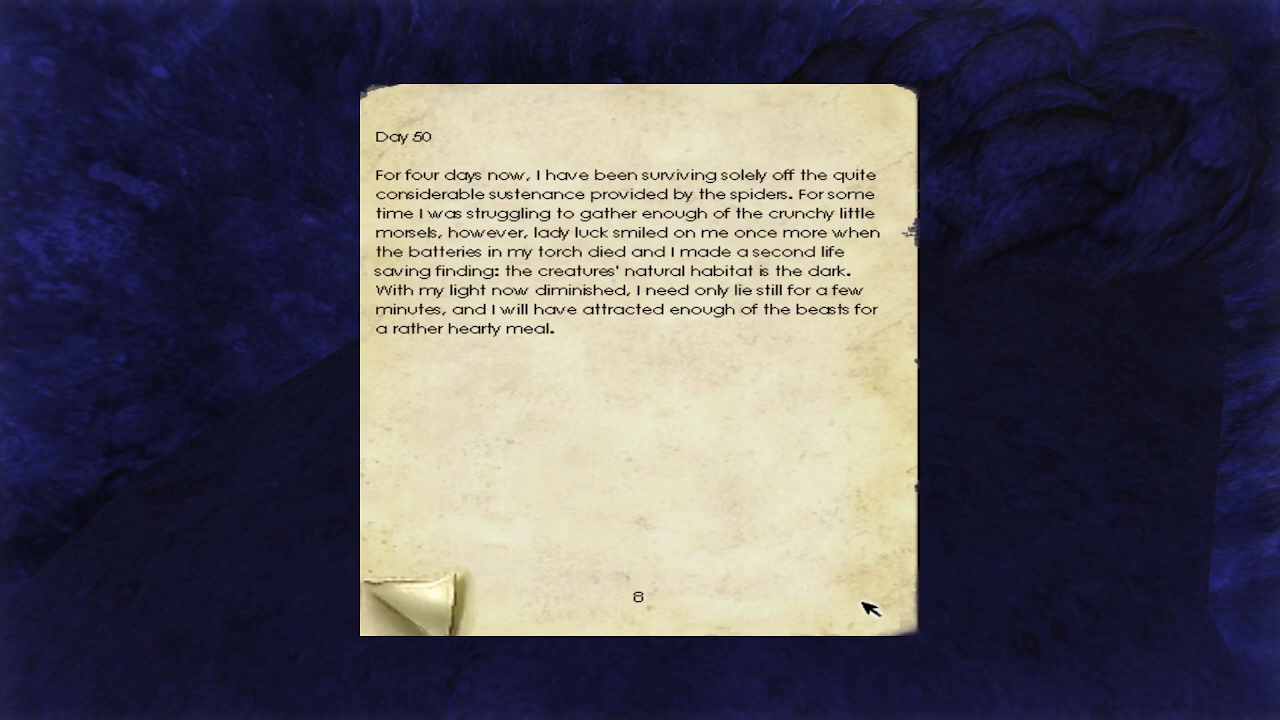 Day 50
For four days now, I have been surviving solely off the quite
considerable sustenance provided by the spiders. For some
time I was struggling to gather enough of the crunchy little
morsels, however, lady luck smiled on me once more when
the batteries in my torch died and I made a second life
saving finding: the creatures' natural habitat is the dark.
With my light now diminished, I need only lie still for a few
minutes, and I will have attracted enough of the beasts for
a rather hearty meal.
8